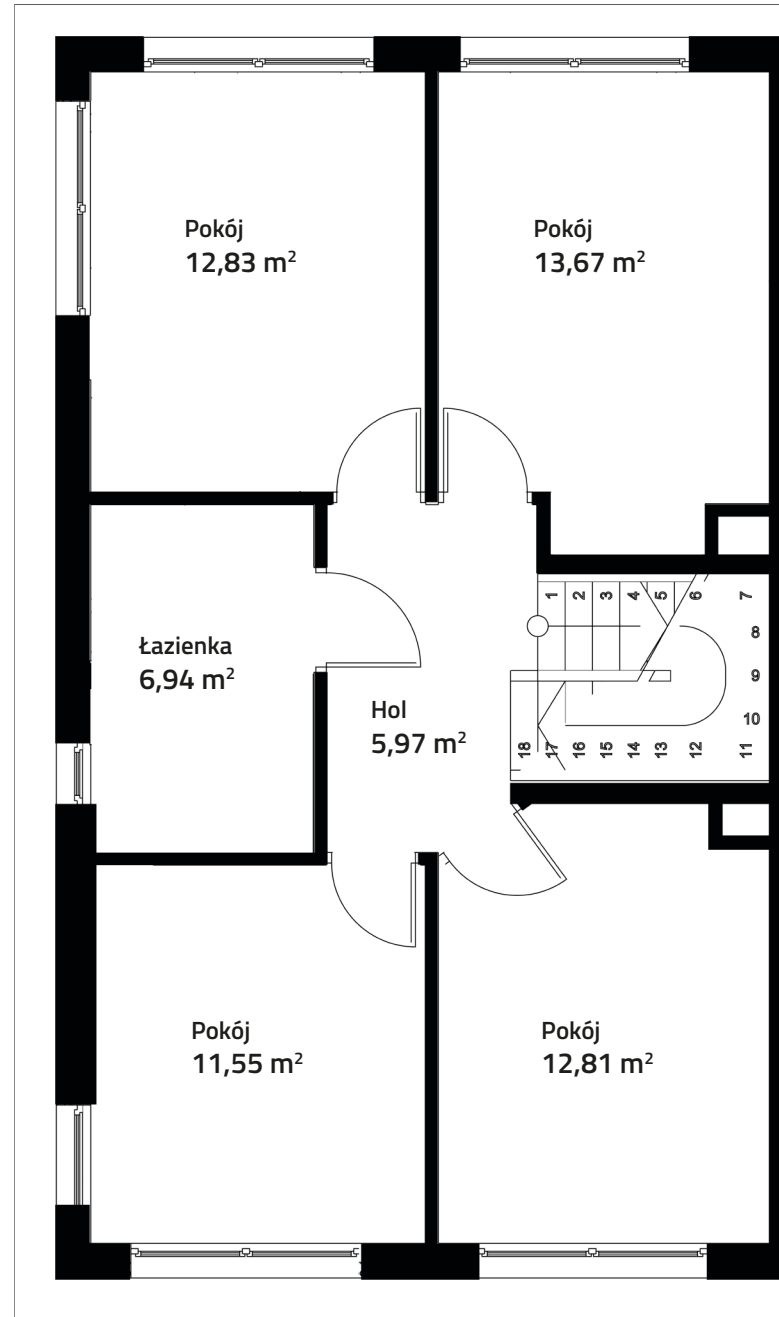 Pokój
12,83 m²
Pokój
13,67 m²
Łazienka
6,94 m²
Hol
5,97 m²
1 2 3 4 5 6 7
8
9
10
18 17 16 15 14 13 12 11
Pokój
11,55 m²
Pokój
12,81 m²